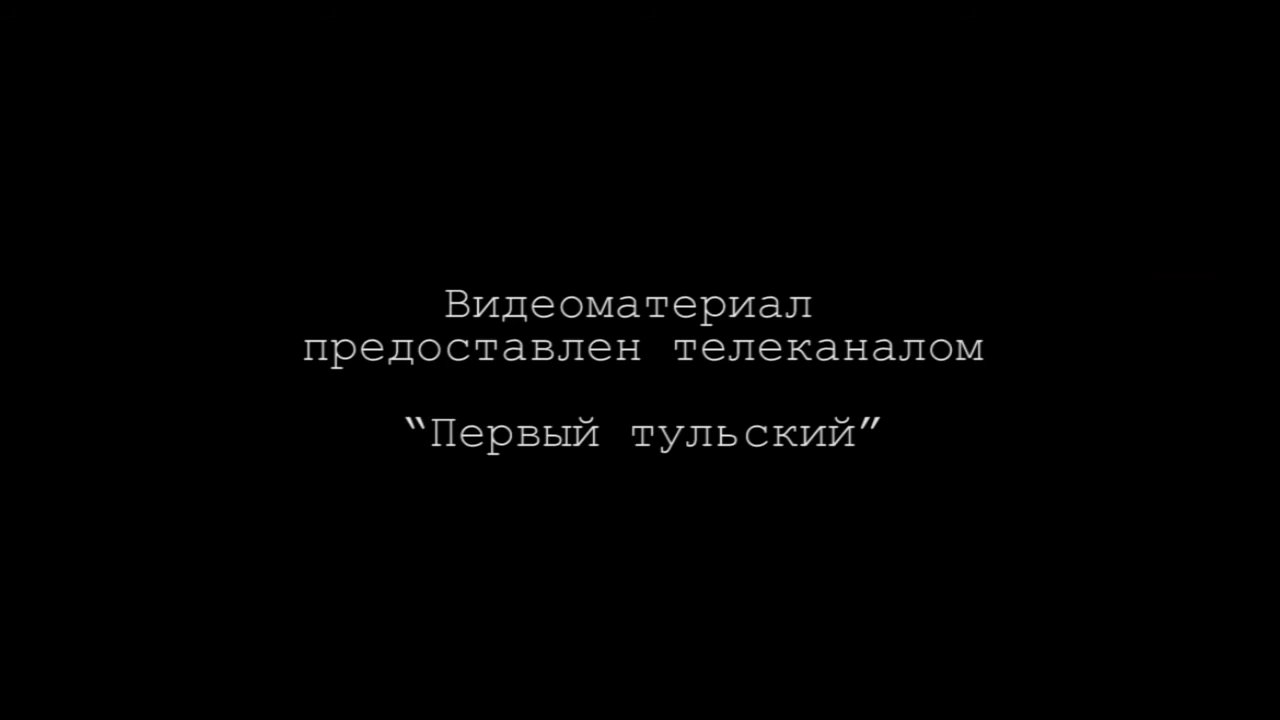 Видеоматериал
предоставлен телеканалом
“Первый тульский”